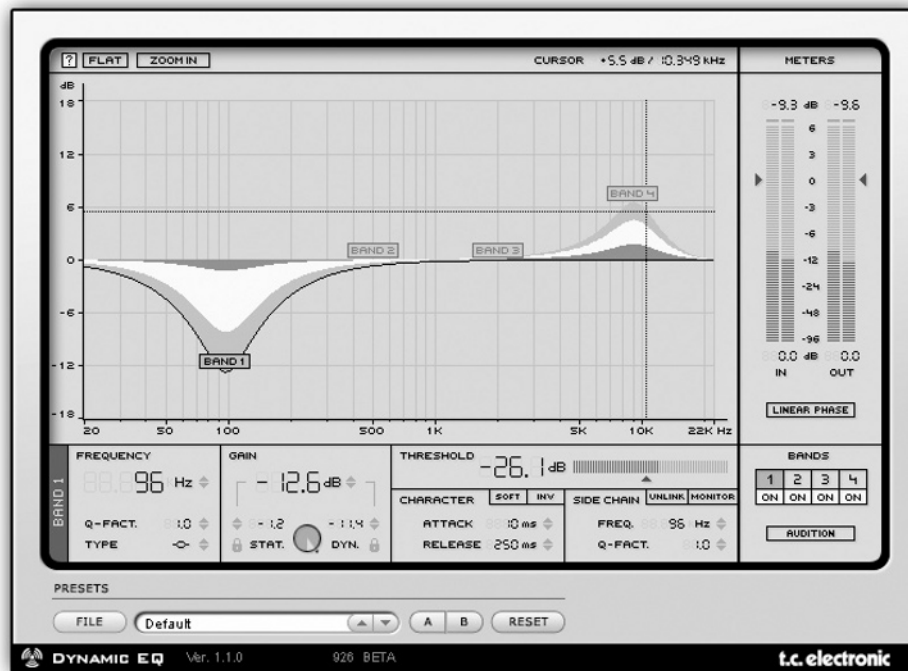 ? FLAT ZOOM IN CURSOR +5.5 dB / 10.349 kHz METERS
dB
18
12
6
0
-6
-12
-18
BAND 1
BAND 2
BAND 3
BAND 4
20 50 100 500 1K 5K 10K 22K Hz
-9.3 dB -9.6
6
3
0
-3
-6
-12
-24
-48
-96
0.0 dB 0.0
IN OUT
LINEAR PHASE
BAND 1
FREQUENCY
96 Hz
Q-FACT. 1.0
TYPE
GAIN
-12.6 dB
-1.2 -11.4
STAT. DYN.
THRESHOLD -26.1 dB
CHARACTER SOFT INV
ATTACK 10 ms
RELEASE 250 ms
SIDE CHAIN UNLINK MONITOR
FREQ. 96 Hz
Q-FACT. 1.0
BANDS
1 2 3 4
ON ON ON ON
AUDITION
PRESETS
FILE Default A B RESET
DYNAMIC EQ Ver. 1.1.0 926 BETA t.c. electronic